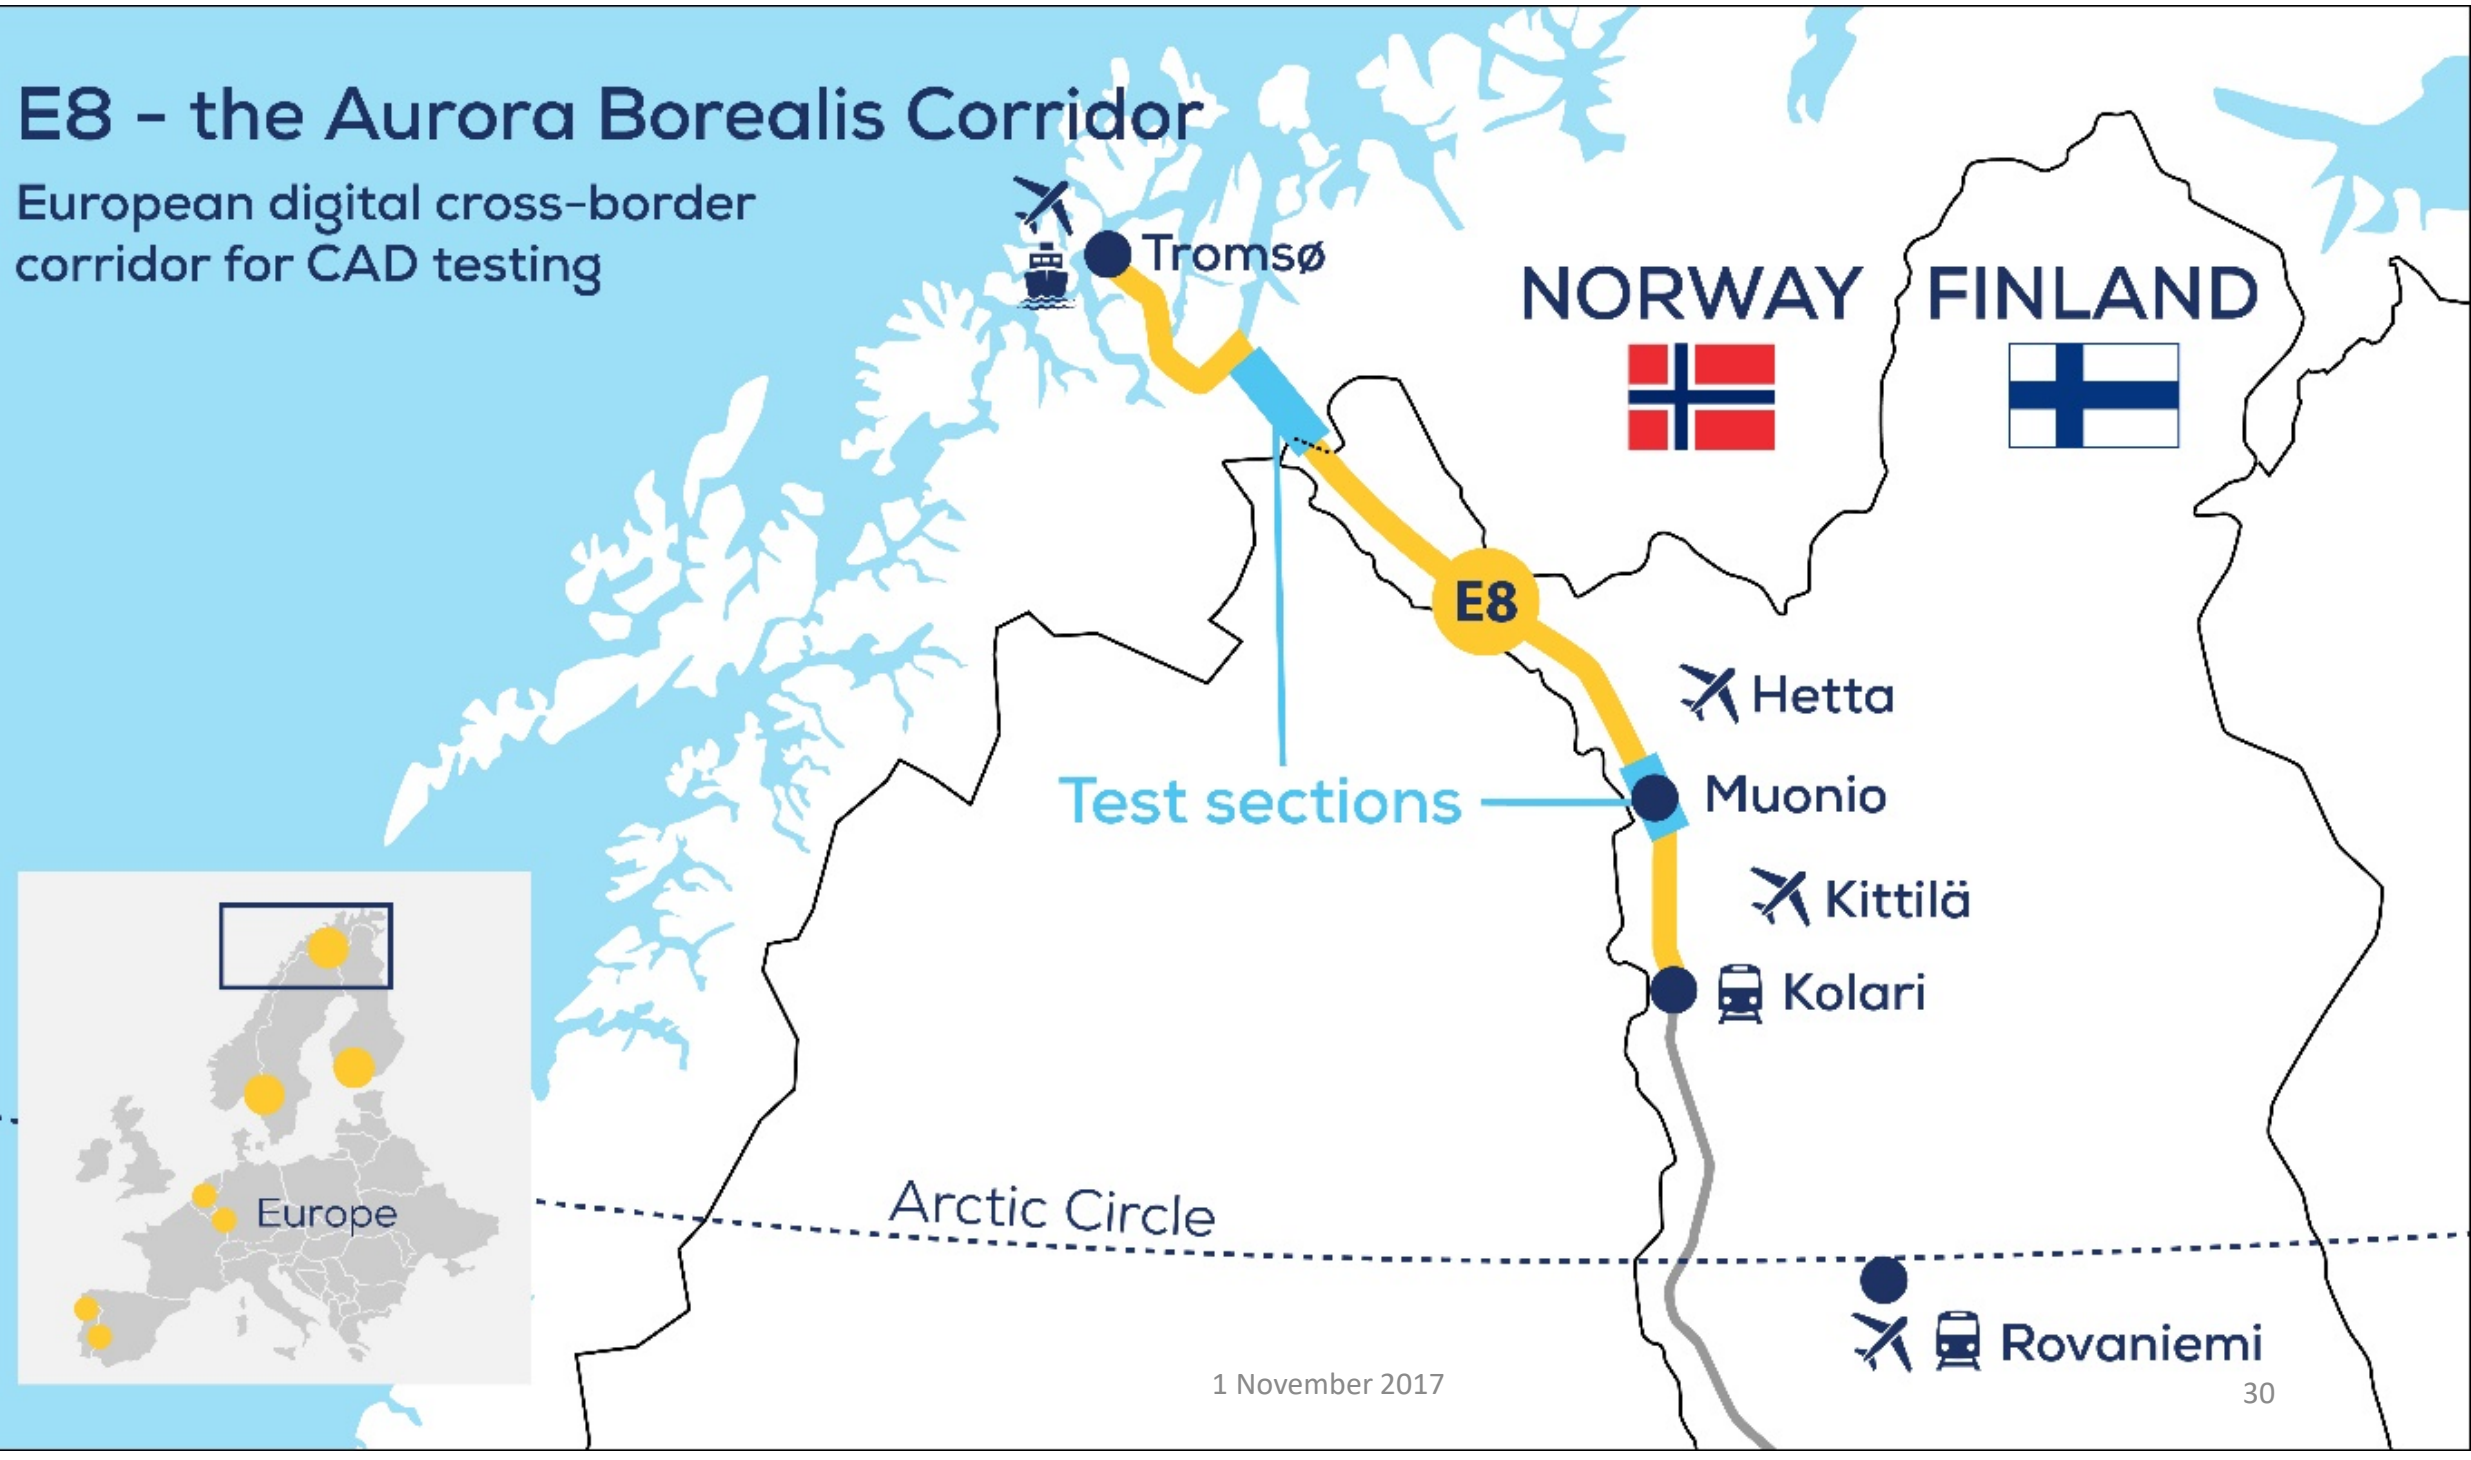 E8 - the Aurora Borealis Corridor
European digital cross-border
corridor for CAD testing
Tromsø
NORWAY
FINLAND
E8
Hetta
Test sections
Muonio
Kittilä
Kolari
Europe
Arctic Circle
Rovaniemi
1 November 2017
30